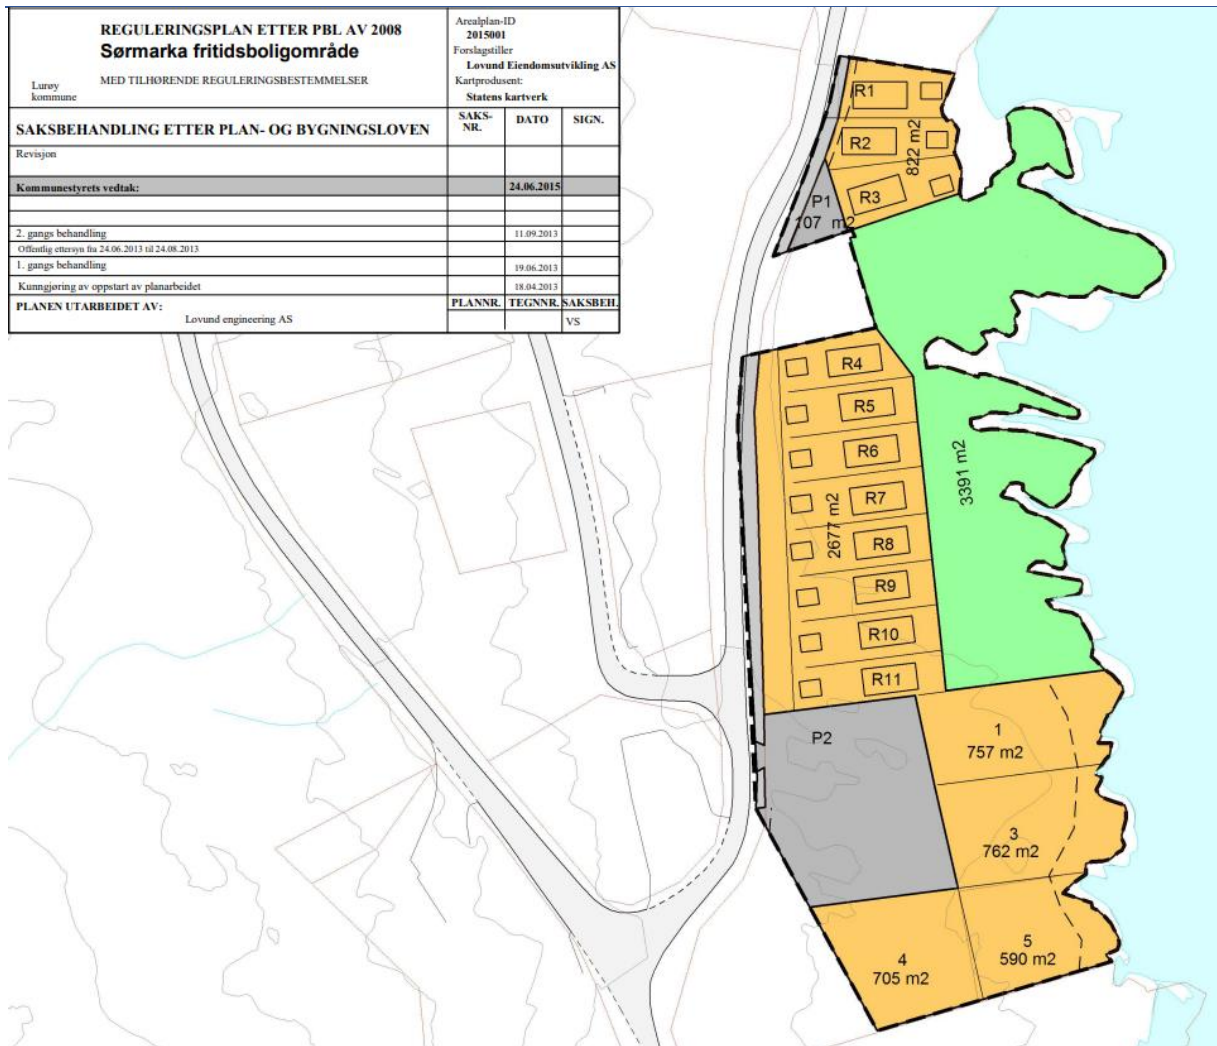 REGULERINGSPLAN ETTER PBL AV 2008
Sørmarka fritidsboligområde
MED TILHØRENDE REGULERINGSBESTEMMELSER
Lurøy
kommune
Arealplan-ID
2015001
Forslagstiller
Lovund Eiendomsutvikling AS
Kartprodusent:
Statens kartverk
SAKSBEHANDLING ETTER PLAN- OG BYGNINGSLOVEN
SAKS-
NR.
DATO
SIGN.
Revisjon
Kommunestyrets vedtak: 24.06.2015
2. gangs behandling 11.09.2013
Offentlig ettersyn fra 24.06.2013 til 24.08.2013
1. gangs behandling 19.06.2013
Kunngjøring av oppstart av planarbeidet 18.04.2013
PLANEN UTARBEIDET AV:
Lovund engineering AS
PLANNR. TEGNNR. SAKSBEH.
VS
R1
R2
822 m2
R3
P1
107 m2
R4
R5
R6
3391 m2
R7
2677 m2
R8
R9
R10
R11
P2
1
757 m2
3
762 m2
4
705 m2
5
590 m2